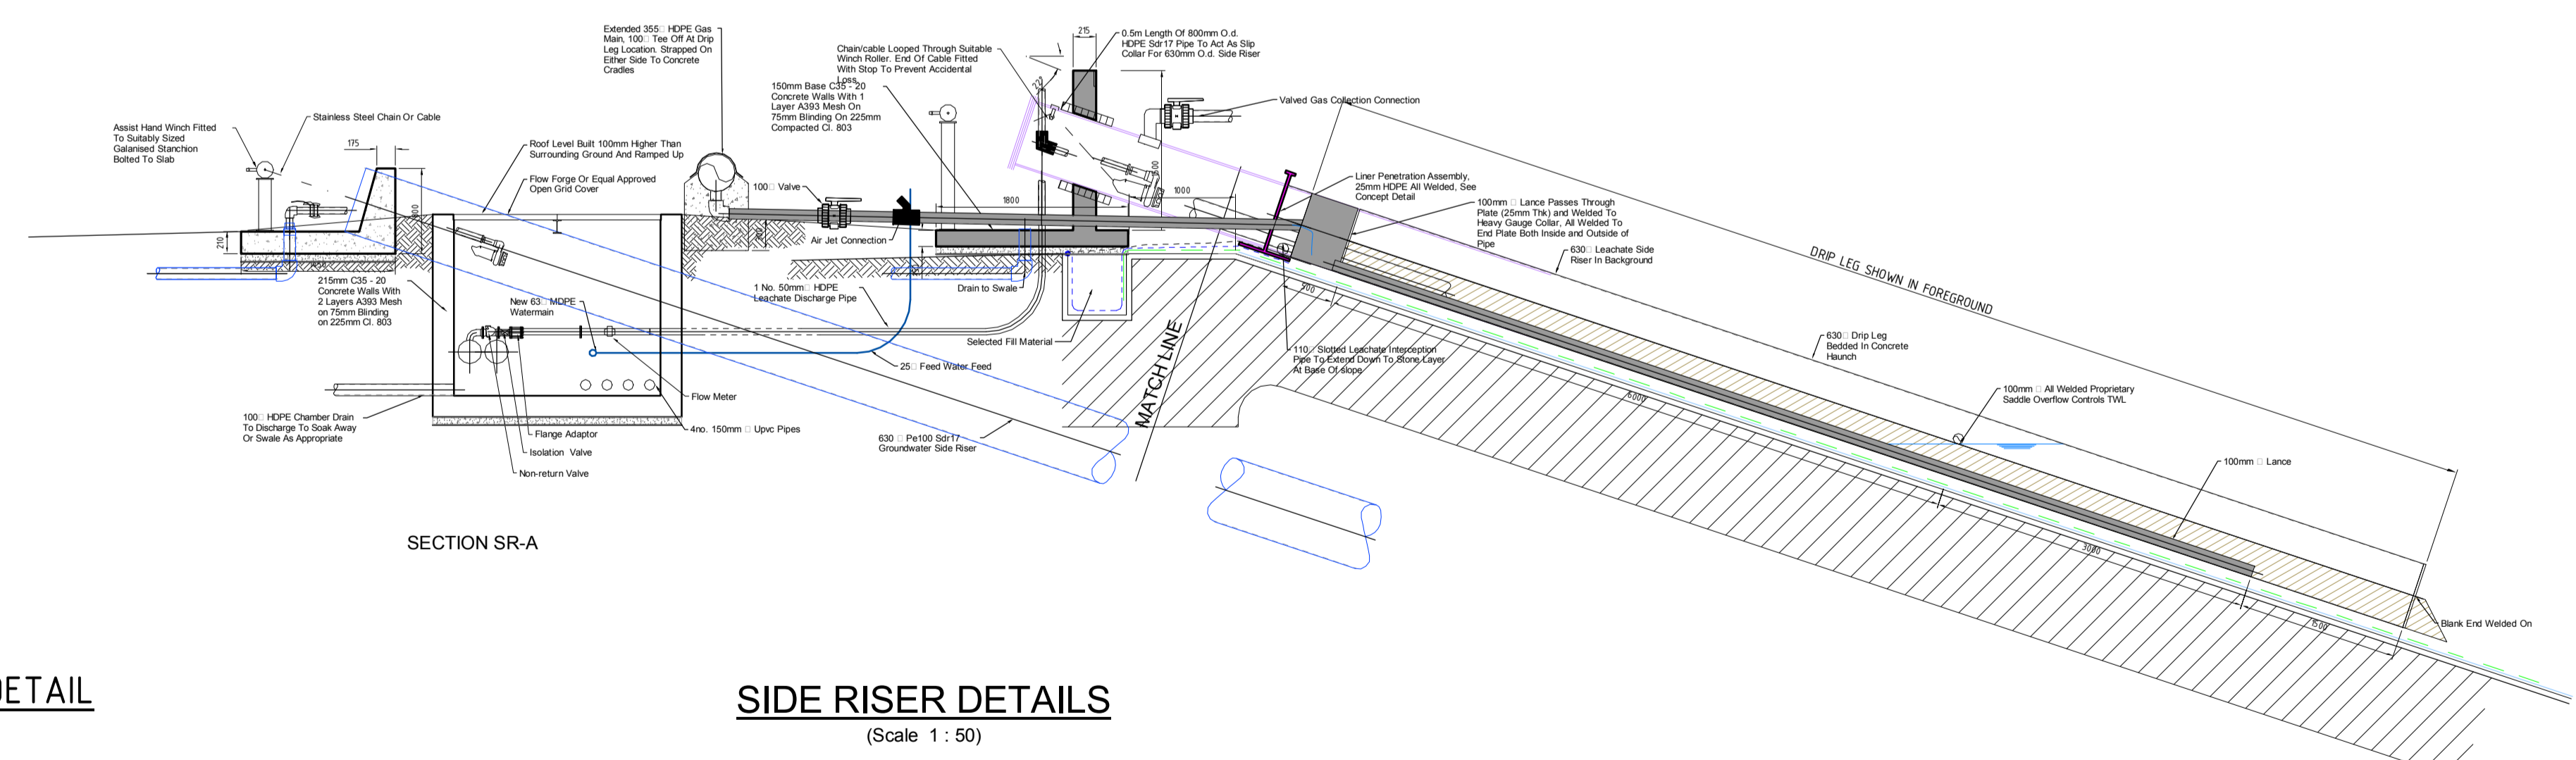 Extended 355□ HDPE Gas
Main, 100□ Tee Off At Drip
Leg Location. Strapped On
Either Side To Concrete
Cradles
Chain/cable Looped Through Suitable
Winch Roller. End Of Cable Fitted
With Stop To Prevent Accidental
Loss
150mm Base C35 - 20
Concrete Walls With 1
Layer A393 Mesh On
75mm Blinding On 225mm
Compacted Cl. 803
215
0.5m Length Of 800mm O.d.
HDPE Sdr17 Pipe To Act As Slip
Collar For 630mm O.d. Side Riser
Valved Gas Collection Connection
Assist Hand Winch Fitted
To Suitably Sized
Galanised Stanchion
Bolted To Slab
Stainless Steel Chain Or Cable
175
Roof Level Built 100mm Higher Than
Surrounding Ground And Ramped Up
Flow Forge Or Equal Approved
Open Grid Cover
100□ Valve
Air Jet Connection
1800
1000
210
Liner Penetration Assembly,
25mm HDPE All Welded, See
Concept Detail
100mm □ Lance Passes Through
Plate (25mm Thk) and Welded To
Heavy Gauge Collar, All Welded To
End Plate Both Inside and Outside of
Pipe
630□ Leachate Side
Riser In Background
DRIP LEG SHOWN IN FOREGROUND
215mm C35 - 20
Concrete Walls With
2 Layers A393 Mesh
on 75mm Blinding
on 225mm Cl. 803
New 63□ MDPE
Watermain
1 No. 50mm□ HDPE
Leachate Discharge Pipe
Drain to Swale
Selected Fill Material
MATCH LINE
110□ Slotted Leachate Interception
Pipe To Extend Down To Stone Layer
At Base Of slope
630□ Drip Leg
Bedded In Concrete
Haunch
25□ Feed Water Feed
Flow Meter
100□ HDPE Chamber Drain
To Discharge To Soak Away
Or Swale As Appropriate
Flange Adaptor
Isolation Valve
Non-return Valve
4no. 150mm □ Upvc Pipes
630 □ Pe100 Sdr17
Groundwater Side Riser
100mm □ All Welded Proprietary
Saddle Overflow Controls TWL
100mm □ Lance
6000
3000
1500
Blank End Welded On
SECTION SR-A
DETAIL
SIDE RISER DETAILS
(Scale 1 : 50)